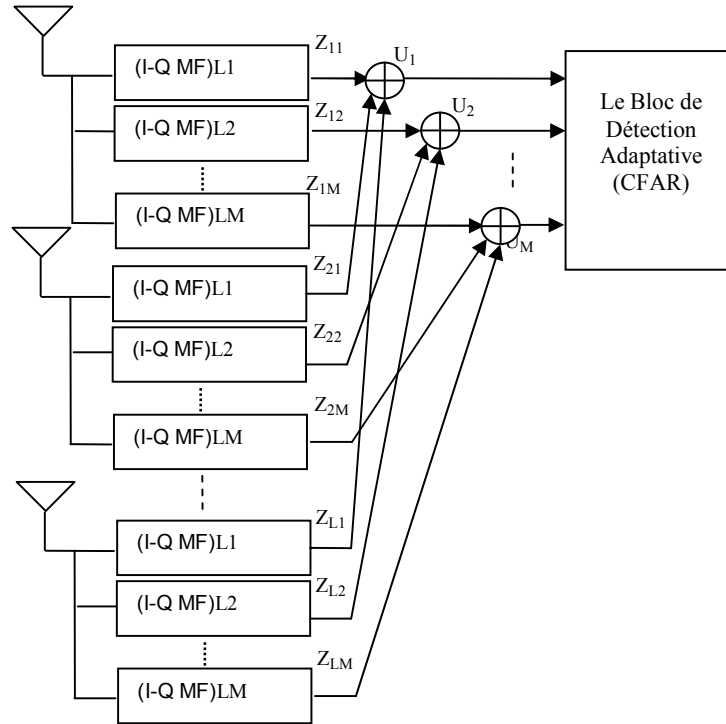 Z11
U1
(I-Q MF)L1
Z12
U2
(I-Q MF)L2
Z1M
(I-Q MF)LM
UM
Le Bloc de
Détection
Adaptative
(CFAR)
Z21
(I-Q MF)L1
Z22
(I-Q MF)L2
Z2M
(I-Q MF)LM
ZL1
(I-Q MF)L1
ZL2
(I-Q MF)L2
ZLM
(I-Q MF)LM